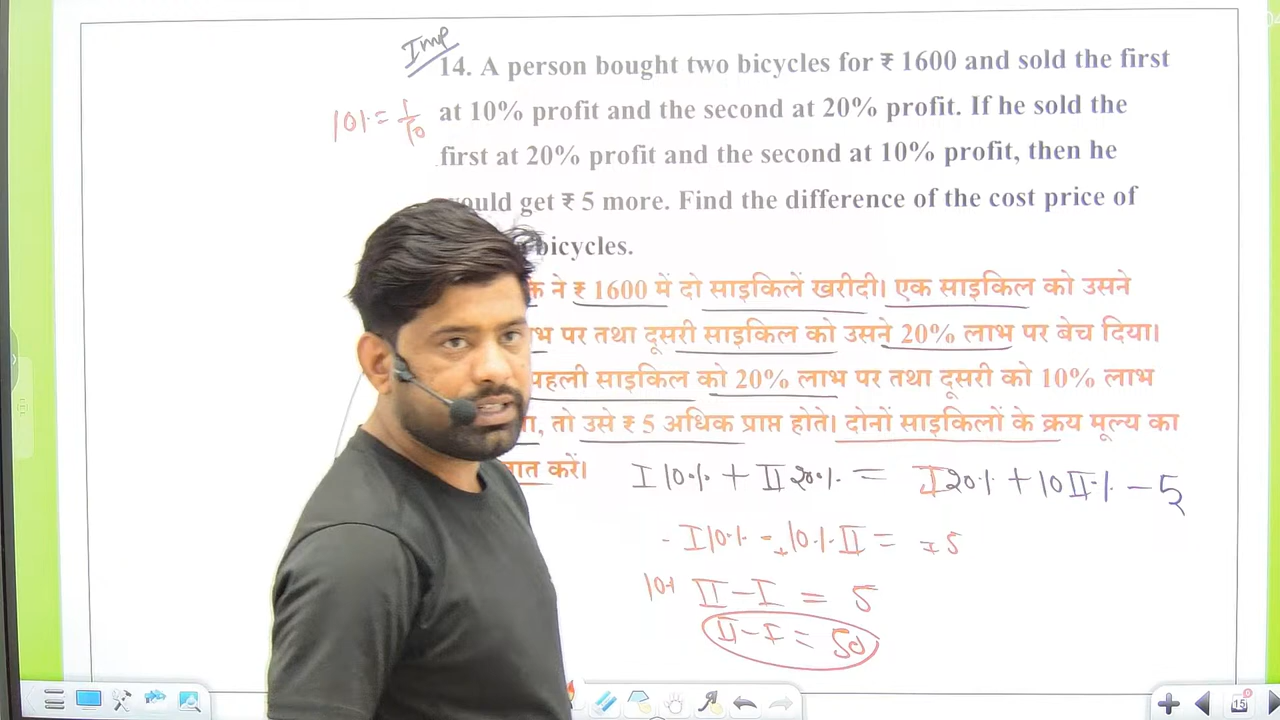 Imp
14. A person bought two bicycles for ₹ 1600 and sold the first
10% = 1/10
at 10% profit and the second at 20% profit. If he sold the
first at 20% profit and the second at 10% profit, then he
ould get ₹ 5 more. Find the difference of the cost price of
bicycles.
ने ₹ 1600 में दो साइकिलें खरीदी। एक साइकिल को उसने
भ पर तथा दूसरी साइकिल को उसने 20% लाभ पर बेच दिया।
पहली साइकिल को 20% लाभ पर तथा दूसरी को 10% लाभ
ा, तो उसे ₹ 5 अधिक प्राप्त होते। दोनों साइकिलों के क्रय मूल्य का
ात करें।
I 10% + II 20% = I 20% + 10 II % - 5
10% II - I = 5
II - I = 50
15